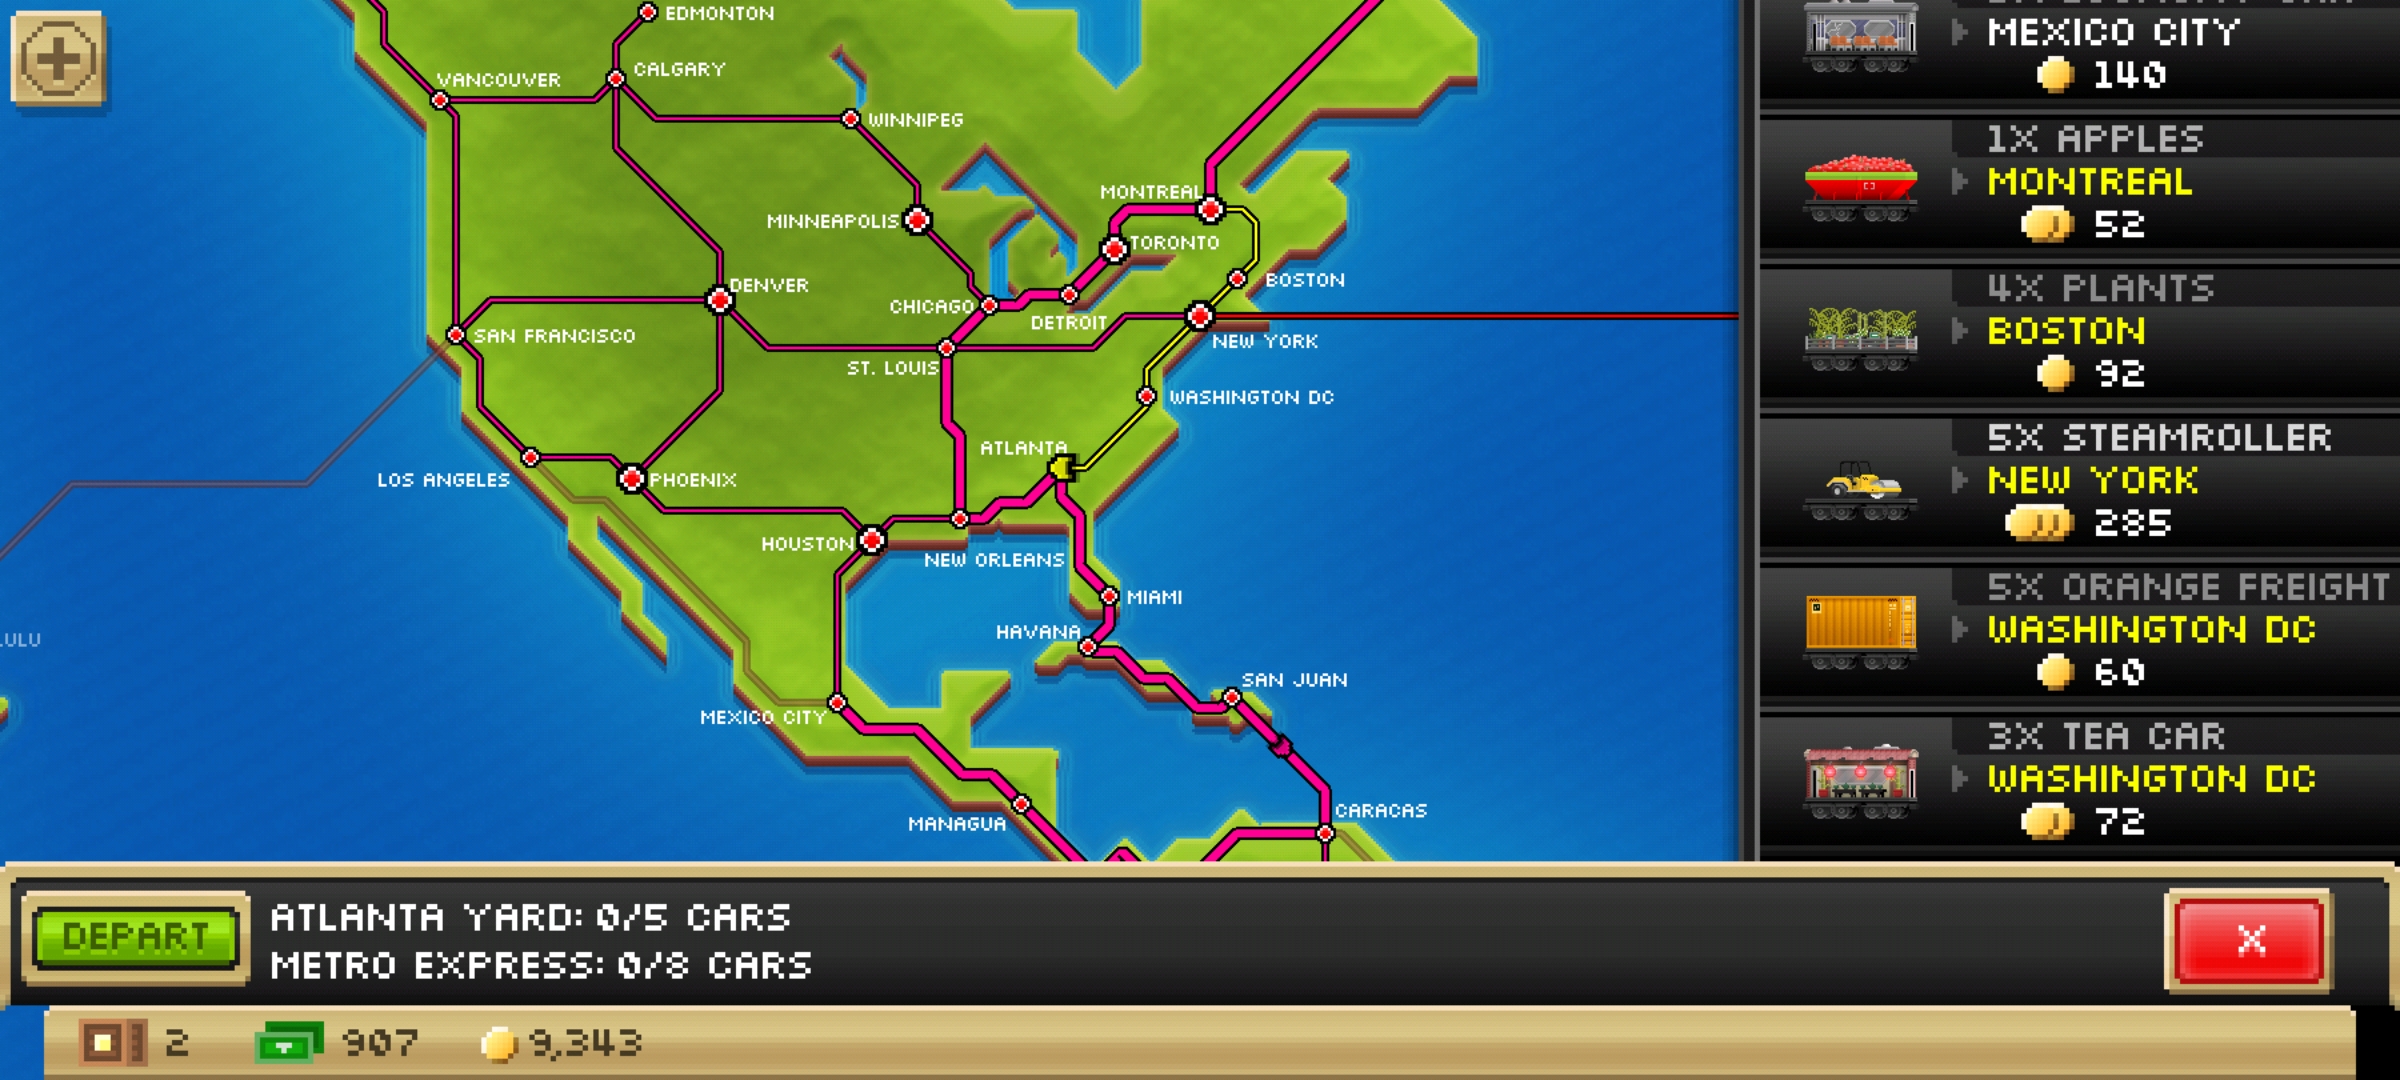 EDMONTON
CALGARY
VANCOUVER
WINNIPEG
MONTREAL
MINNEAPOLIS
TORONTO
BOSTON
DENVER
CHICAGO
DETROIT
SAN FRANCISCO
NEW YORK
ST. LOUIS
WASHINGTON DC
ATLANTA
LOS ANGELES
PHOENIX
HOUSTON
NEW ORLEANS
MIAMI
HAVANA
ULU
SAN JUAN
MEXICO CITY
CARACAS
MANAGUA
MEXICO CITY
140
1X APPLES
MONTREAL
52
4X PLANTS
BOSTON
92
5X STEAMROLLER
NEW YORK
285
5X ORANGE FREIGHT
WASHINGTON DC
60
3X TEA CAR
WASHINGTON DC
72
DEPART
ATLANTA YARD: 0/5 CARS
METRO EXPRESS: 0/8 CARS
X
2
907
9,343